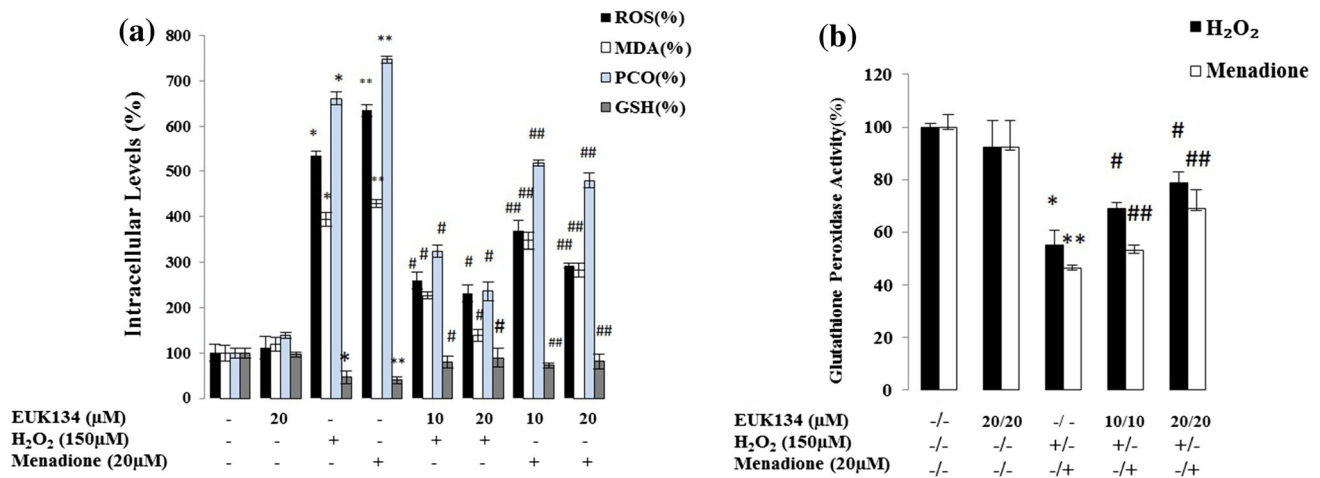 (a)
ROS(%)
MDA(%)
PCO(%)
GSH(%)
Intracellular Levels (%)
800
700
600
500
400
300
200
100
0
* * * *
** ** ** **
# # # #
# # # #
## ## ## ##
## ## ## ##
EUK134 (µM) - 20 - - 10 20 10 20
H₂O₂ (150µM) - - + - + + - -
Menadione (20µM) - - - + - - + +
(b)
H₂O₂
Menadione
Glutathione Peroxidase Activity(%)
120
100
80
60
40
20
0
* ** # ## # ##
EUK134 (µM) -/- 20/20 -/- 10/10 20/20
H₂O₂ (150µM) -/- -/- +/- +/- +/-
Menadione (20µM) -/- -/- -/+ -/+ -/+